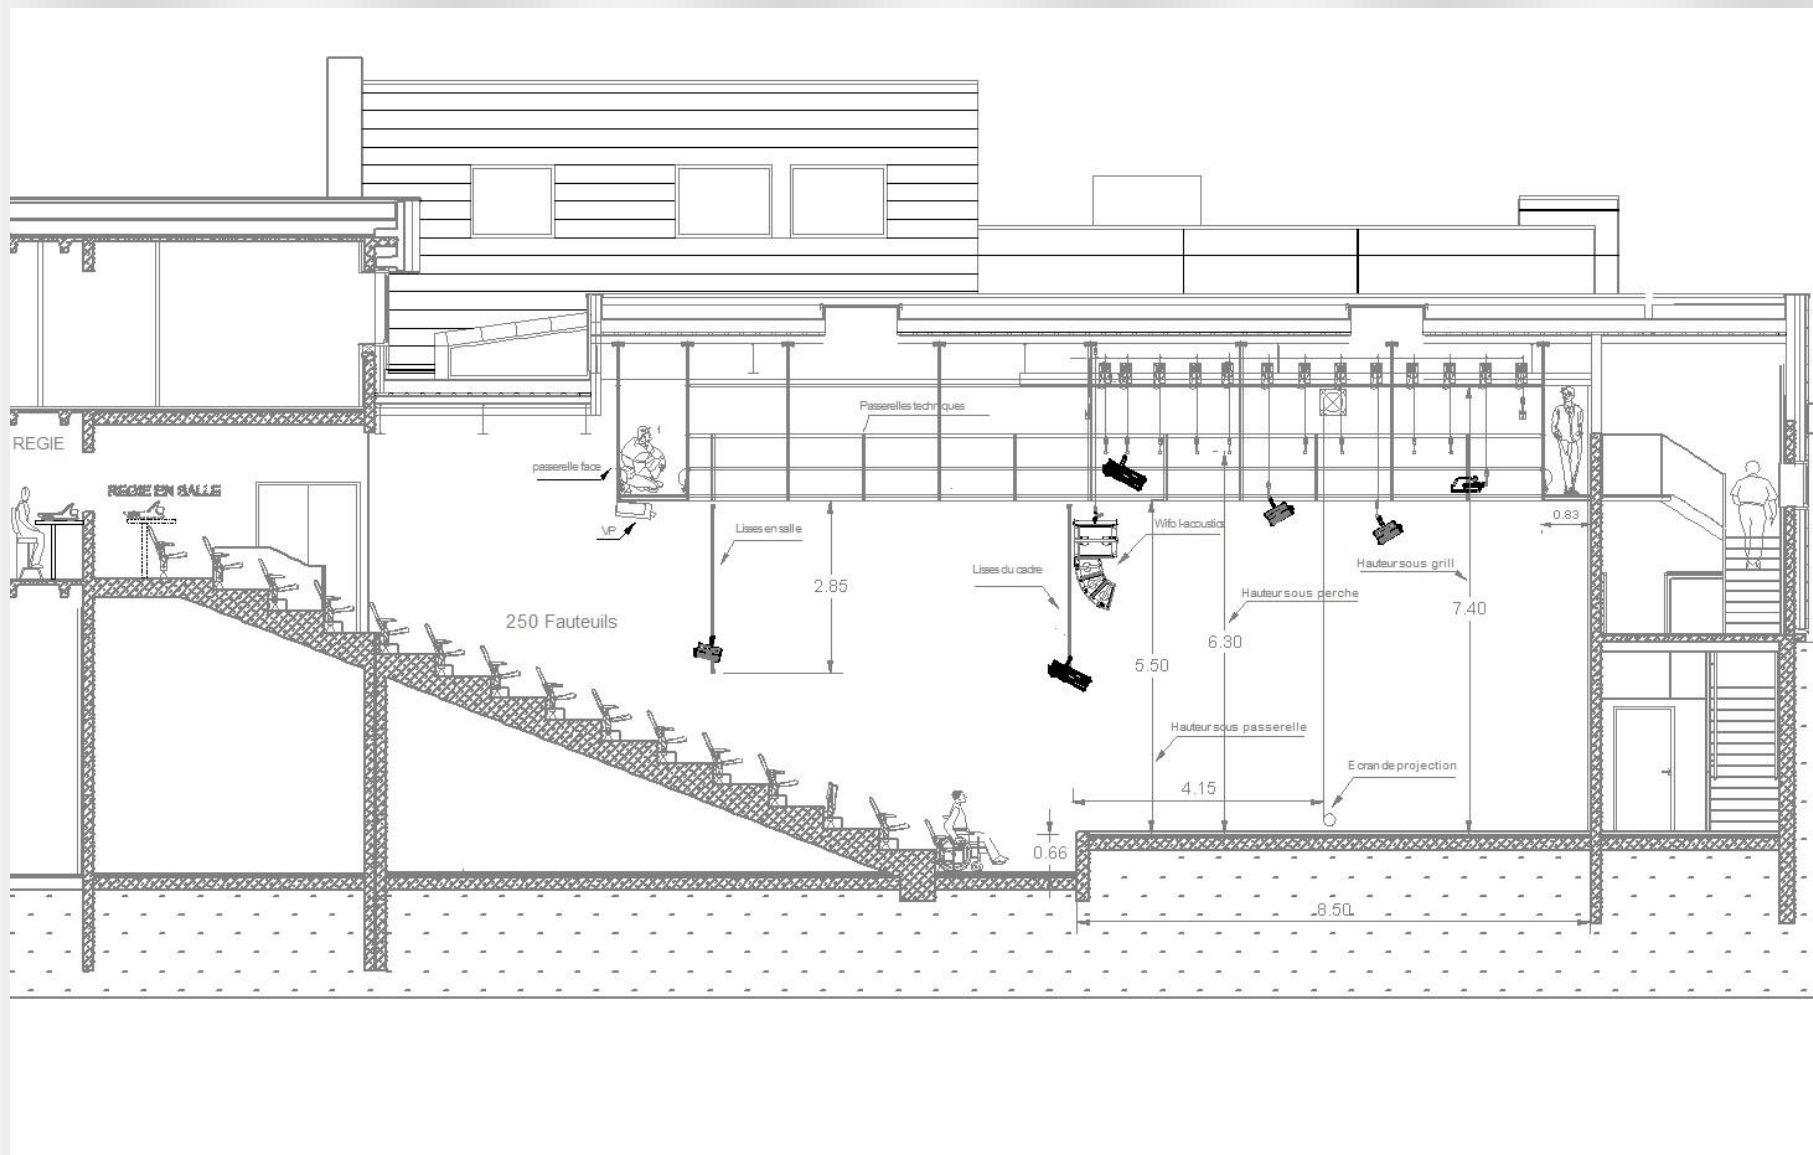 Passerelles techniques
REGIE
passerelle face
REGIE EN SALLE
VP
Lisses en salle
Wifo l-acoustics
0.83
Hauteur sous grill
Lisses du cadre
2.85
Hauteur sous perche
7.40
250 Fauteuils
6.30
5.50
Hauteur sous passerelle
Ecran de projection
4.15
0.66
8.50